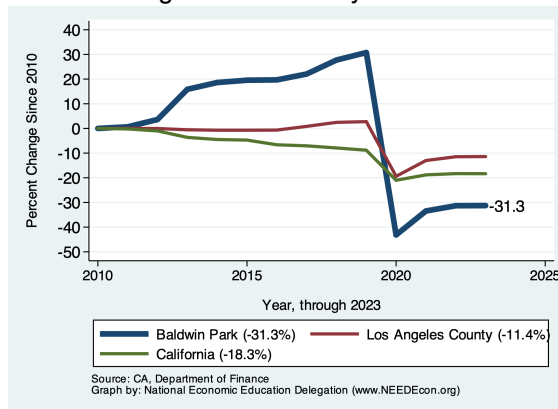 Percent Change Since 2010
40
30
20
10
0
-10
-20
-30
-40
-50
-31.3
2010
2015
2020
2025
Year, through 2023
Baldwin Park (-31.3%)
Los Angeles County (-11.4%)
California (-18.3%)
Source: CA, Department of Finance
Graph by: National Economic Education Delegation (www.NEEDEcon.org)